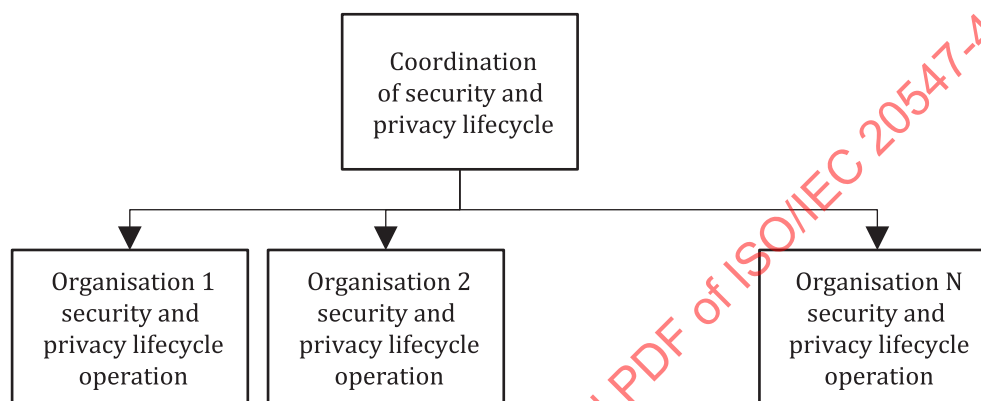 Coordination
of security and
privacy lifecycle
Organisation 1
security and
privacy lifecycle
operation
Organisation 2
security and
privacy lifecycle
operation
Organisation N
security and
privacy lifecycle
operation
PDF of ISO/IEC 20547-4